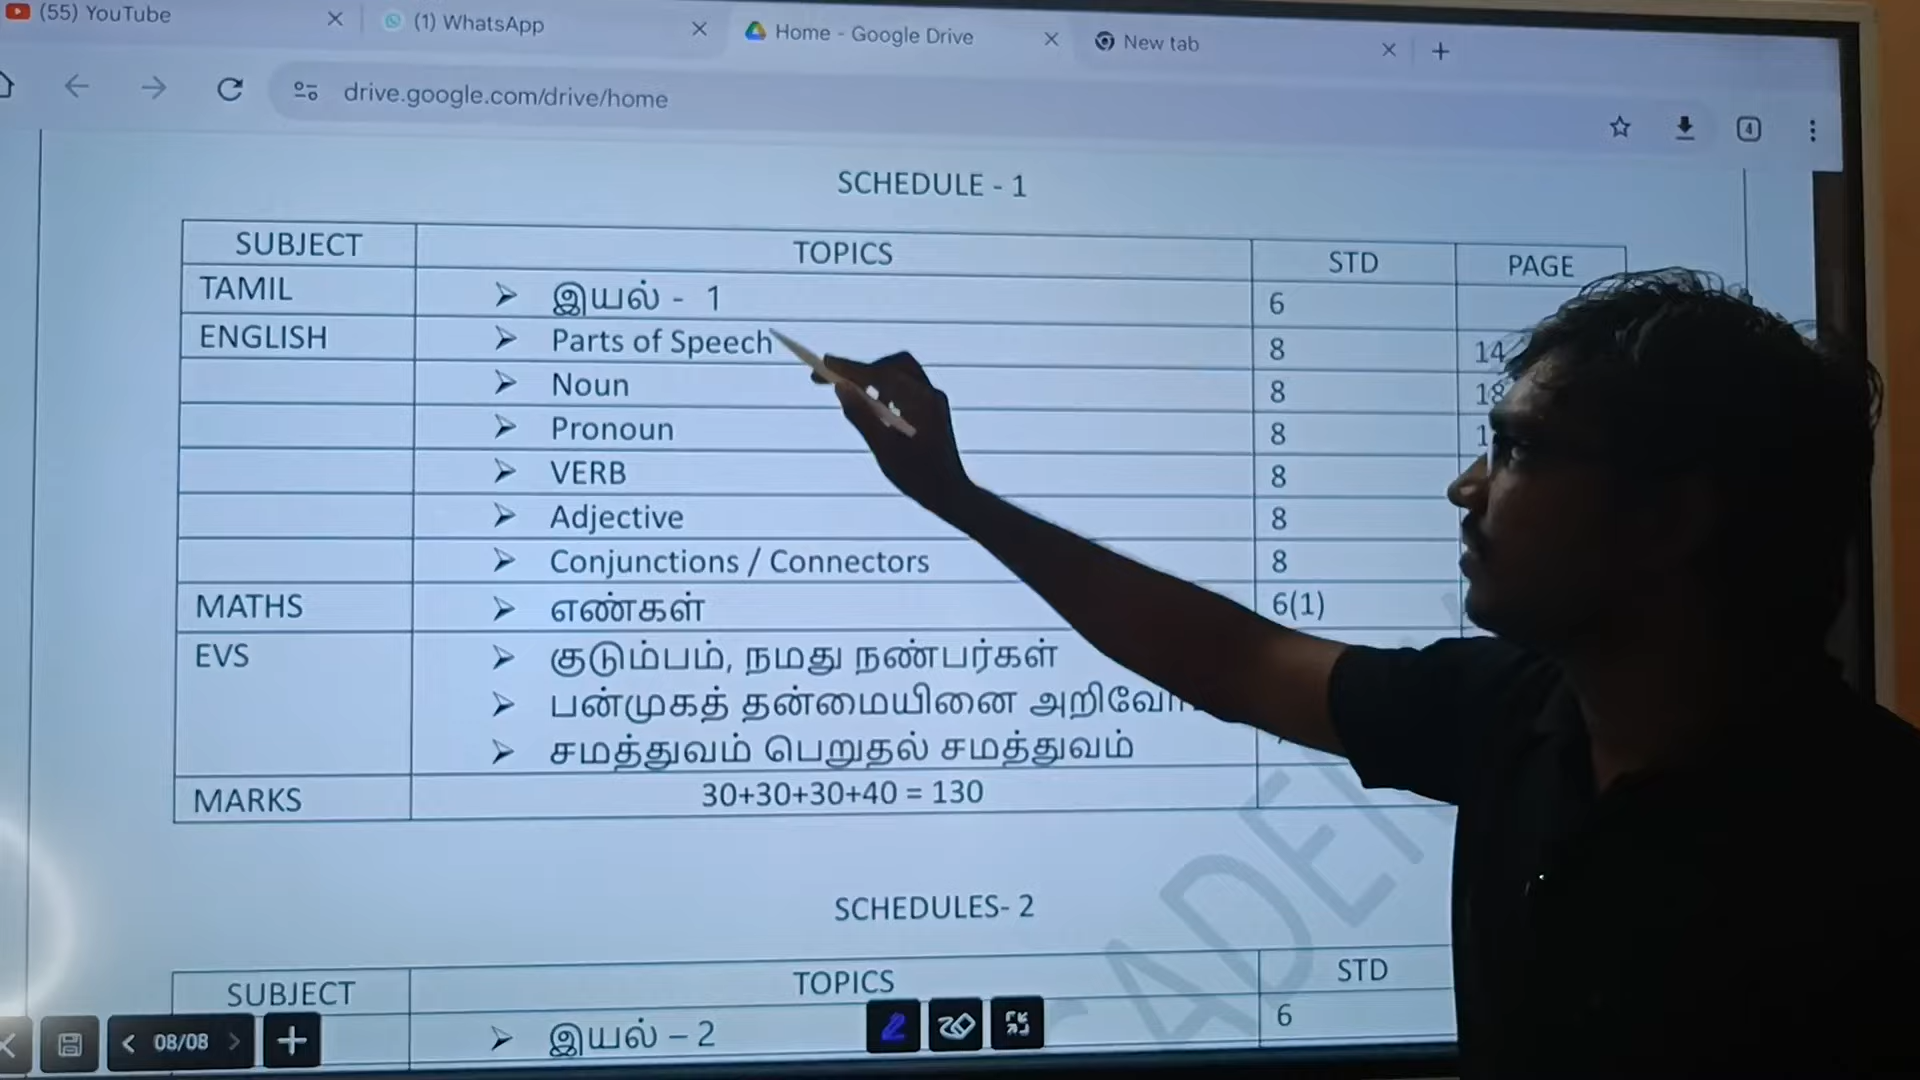 (55) YouTube
(1) WhatsApp
Home - Google Drive
New tab
drive.google.com/drive/home
4
SCHEDULE - 1
SUBJECT TOPICS STD PAGE
TAMIL ➢ இயல் - 1 6
ENGLISH ➢ Parts of Speech 8 14
➢ Noun 8 18
➢ Pronoun 8
➢ VERB 8
➢ Adjective 8
➢ Conjunctions / Connectors 8
MATHS ➢ எண்கள் 6(1)
EVS ➢ குடும்பம், நமது நண்பர்கள்
➢ பன்முகத் தன்மையினை
➢ சமத்துவம் பெறுதல் சமத்துவம்
MARKS 30+30+30+40 = 130
SCHEDULES- 2
SUBJECT TOPICS STD
➢ இயல் – 2 6
08/08